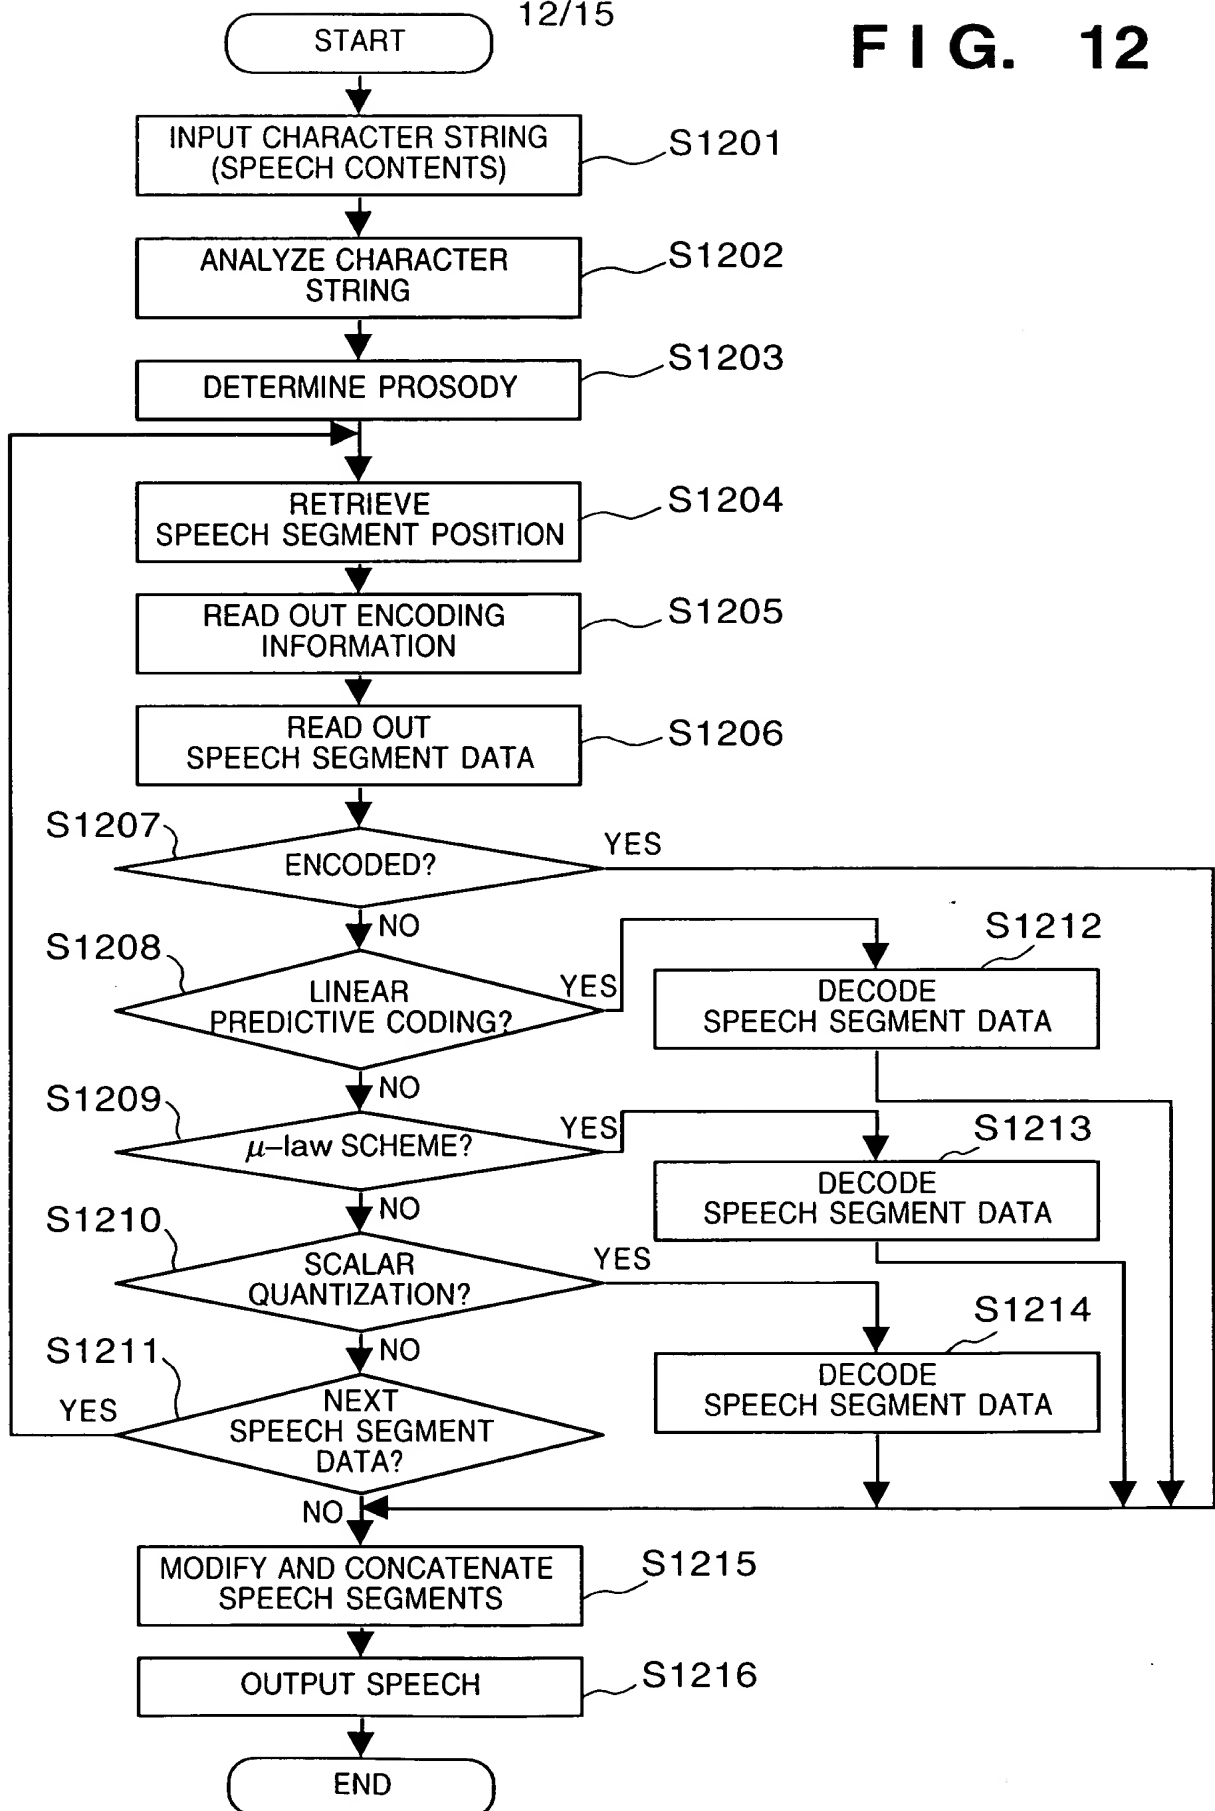 12/15
FIG. 12
START
INPUT CHARACTER STRING
(SPEECH CONTENTS)
S1201
ANALYZE CHARACTER
STRING
S1202
DETERMINE PROSODY
S1203
RETRIEVE
SPEECH SEGMENT POSITION
S1204
READ OUT ENCODING
INFORMATION
S1205
READ OUT
SPEECH SEGMENT DATA
S1206
S1207
ENCODED?
YES
NO
S1208
LINEAR
PREDICTIVE CODING?
YES
S1212
DECODE
SPEECH SEGMENT DATA
NO
S1209
μ-law SCHEME?
YES
S1213
DECODE
SPEECH SEGMENT DATA
NO
S1210
SCALAR
QUANTIZATION?
YES
S1214
DECODE
SPEECH SEGMENT DATA
NO
S1211
YES
NEXT
SPEECH SEGMENT
DATA?
NO
MODIFY AND CONCATENATE
SPEECH SEGMENTS
S1215
OUTPUT SPEECH
S1216
END